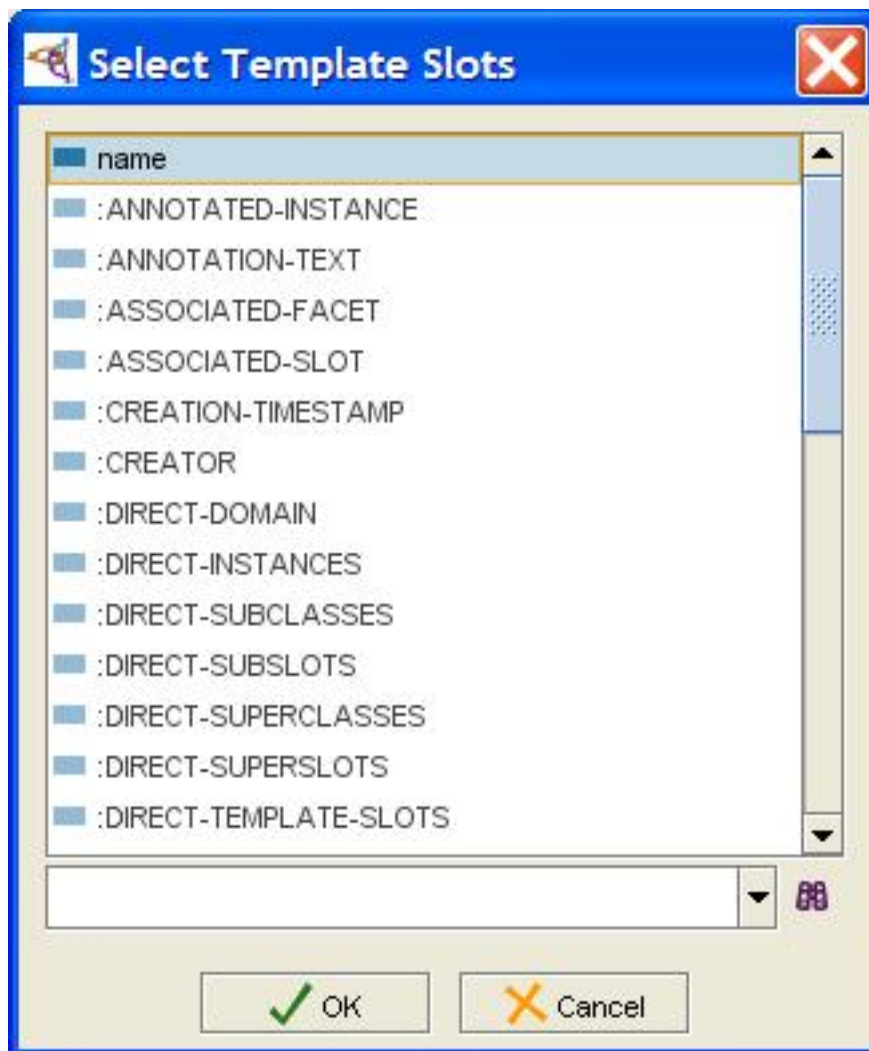 Select Template Slots
name
:ANNOTATED-INSTANCE
:ANNOTATION-TEXT
:ASSOCIATED-FACET
:ASSOCIATED-SLOT
:CREATION-TIMESTAMP
:CREATOR
:DIRECT-DOMAIN
:DIRECT-INSTANCES
:DIRECT-SUBCLASSES
:DIRECT-SUBSLOTS
:DIRECT-SUPERCLASSES
:DIRECT-SUPERSLOTS
:DIRECT-TEMPLATE-SLOTS
OK Cancel